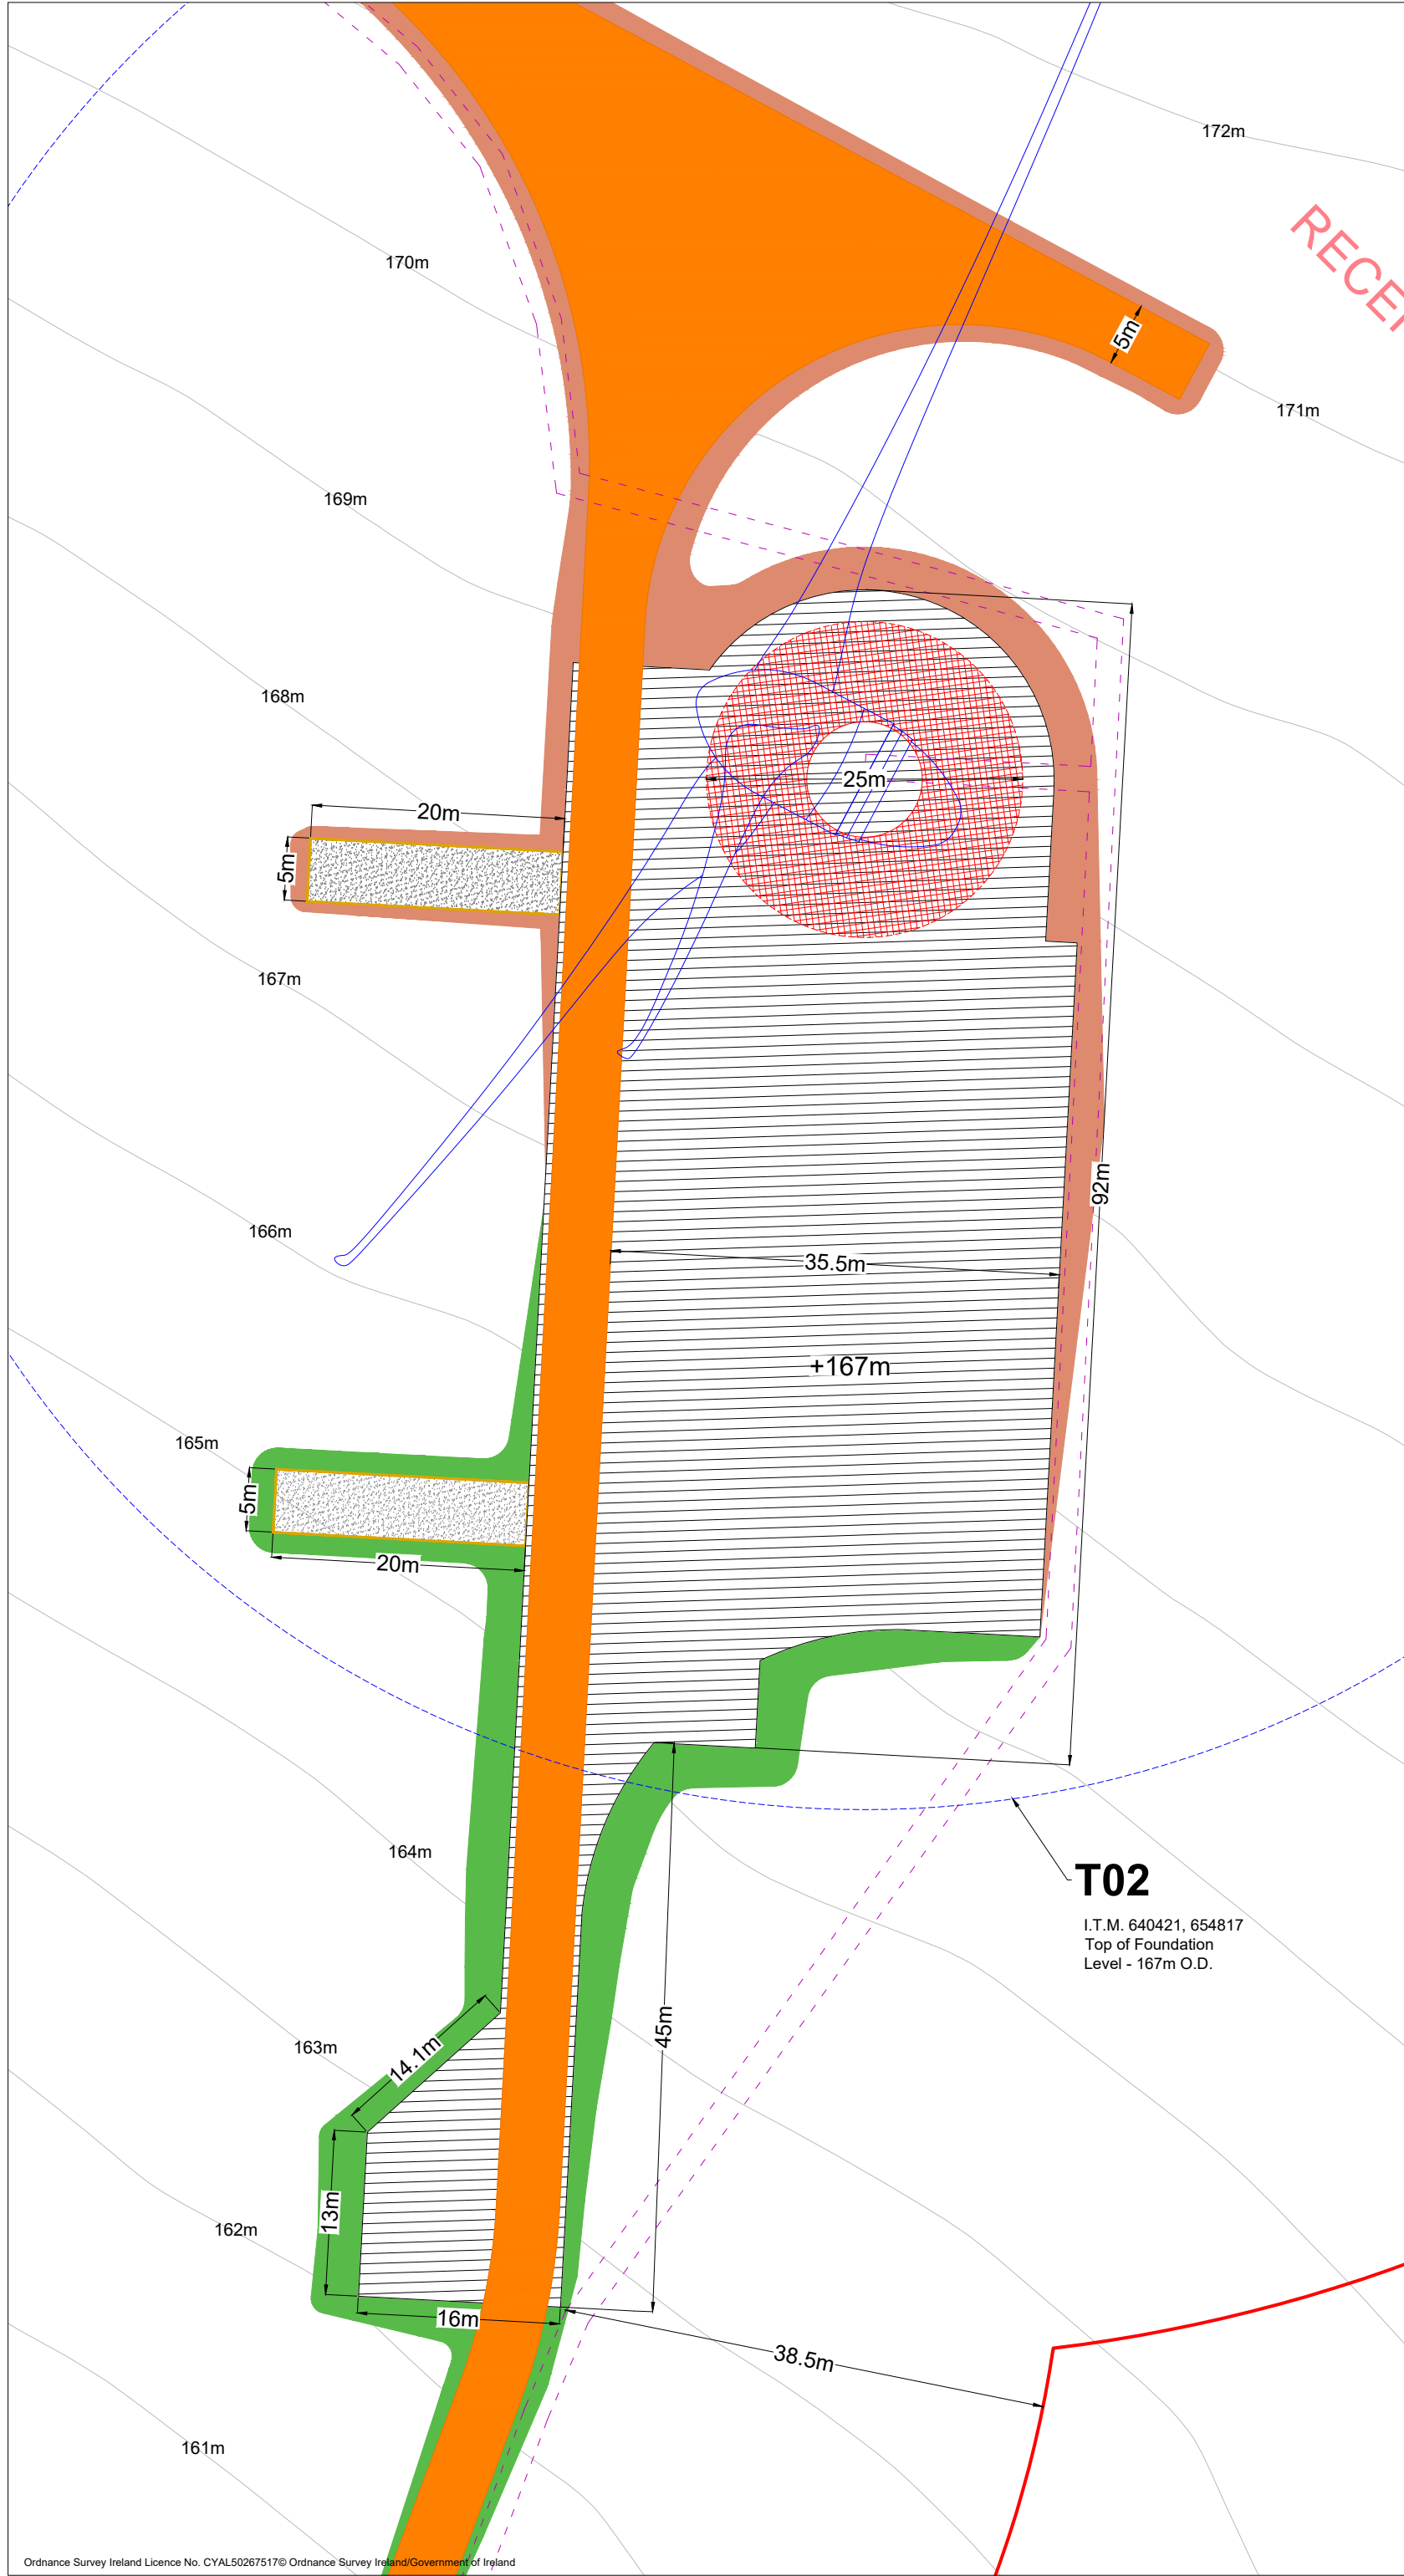 172m
RECEI
170m
5m
171m
169m
168m
25m
20m
5m
167m
92m
166m
35.5m
+167m
165m
5m
20m
164m
T02
I.T.M. 640421, 654817
Top of Foundation
Level - 167m O.D.
45m
163m
14.1m
13m
162m
16m
38.5m
161m
Ordnance Survey Ireland Licence No. CYAL50267517© Ordnance Survey Ireland/Government of Ireland